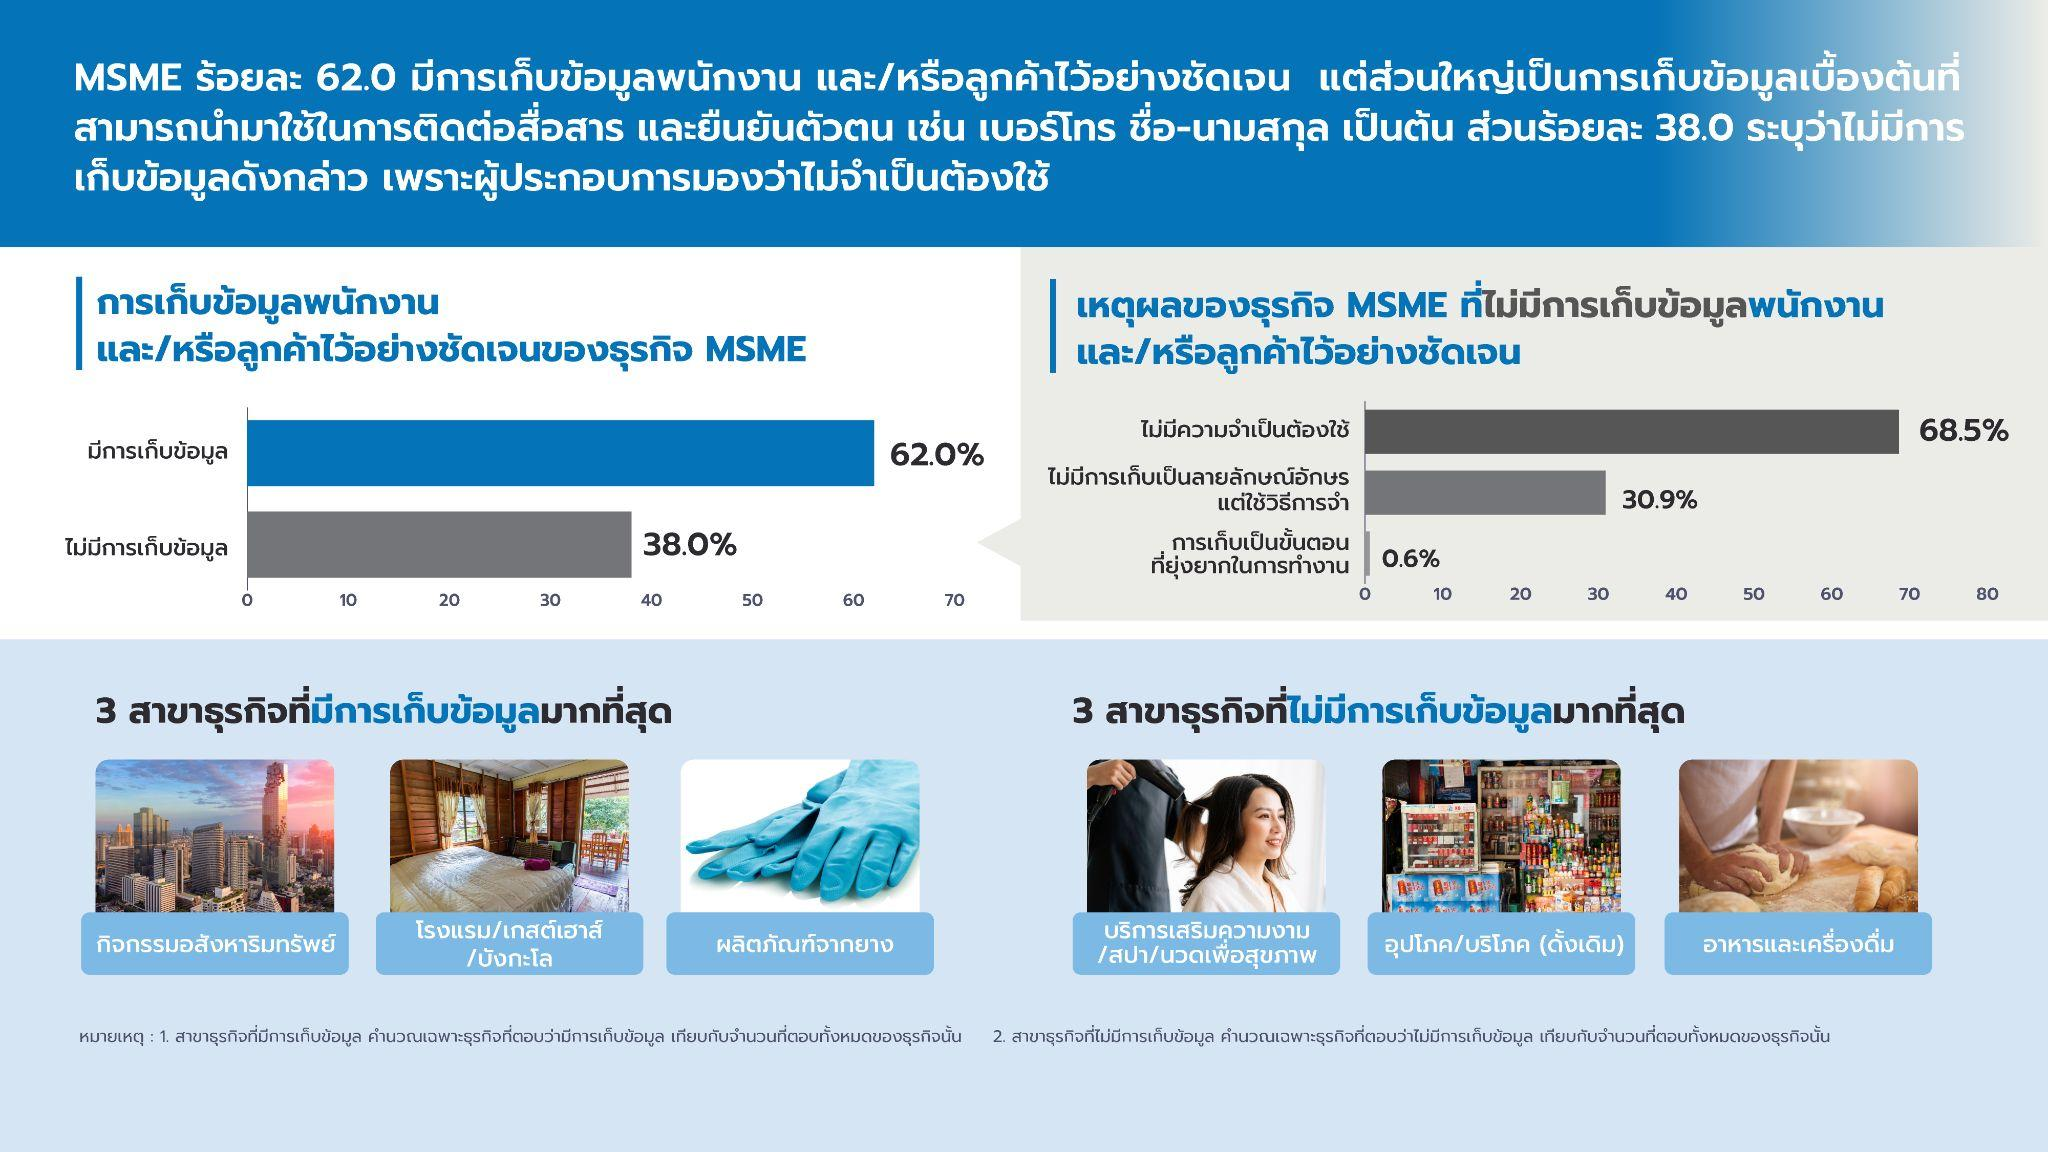 MSME ร้อยละ 62.0 มีการเก็บข้อมูลพนักงาน และ/หรือลูกค้าไว้อย่างชัดเจน แต่ส่วนใหญ่เป็นการเก็บข้อมูลเบื้องต้นที่
สามารถนำมาใช้ในการติดต่อสื่อสาร และยืนยันตัวตน เช่น เบอร์โทร ชื่อ-นามสกุล เป็นต้น ส่วนร้อยละ 38.0 ระบุว่าไม่มีการ
เก็บข้อมูลดังกล่าว เพราะผู้ประกอบการมองว่าไม่จำเป็นต้องใช้
การเก็บข้อมูลพนักงาน
และ/หรือลูกค้าไว้อย่างชัดเจนของธุรกิจ MSME
มีการเก็บข้อมูล
62.0%
ไม่มีการเก็บข้อมูล
38.0%
0 10 20 30 40 50 60 70
เหตุผลของธุรกิจ MSME ที่ไม่มีการเก็บข้อมูลพนักงาน
และ/หรือลูกค้าไว้อย่างชัดเจน
ไม่มีความจำเป็นต้องใช้
68.5%
ไม่มีการเก็บเป็นลายลักษณ์อักษร
แต่ใช้วิธีการจำ
30.9%
การเก็บเป็นขั้นตอน
ที่ยุ่งยากในการทำงาน
0.6%
0 10 20 30 40 50 60 70 80
3 สาขาธุรกิจที่มีการเก็บข้อมูลมากที่สุด
กิจกรรมอสังหาริมทรัพย์
โรงแรม/เกสต์เฮาส์
/บังกะโล
ผลิตภัณฑ์จากยาง
3 สาขาธุรกิจที่ไม่มีการเก็บข้อมูลมากที่สุด
บริการเสริมความงาม
/สปา/นวดเพื่อสุขภาพ
อุปโภค/บริโภค (ดั้งเดิม)
อาหารและเครื่องดื่ม
หมายเหตุ : 1. สาขาธุรกิจที่มีการเก็บข้อมูล คำนวณเฉพาะธุรกิจที่ตอบว่ามีการเก็บข้อมูล เทียบกับจำนวนที่ตอบทั้งหมดของธุรกิจนั้น
2. สาขาธุรกิจที่ไม่มีการเก็บข้อมูล คำนวณเฉพาะธุรกิจที่ตอบว่าไม่มีการเก็บข้อมูล เทียบกับจำนวนที่ตอบทั้งหมดของธุรกิจนั้น